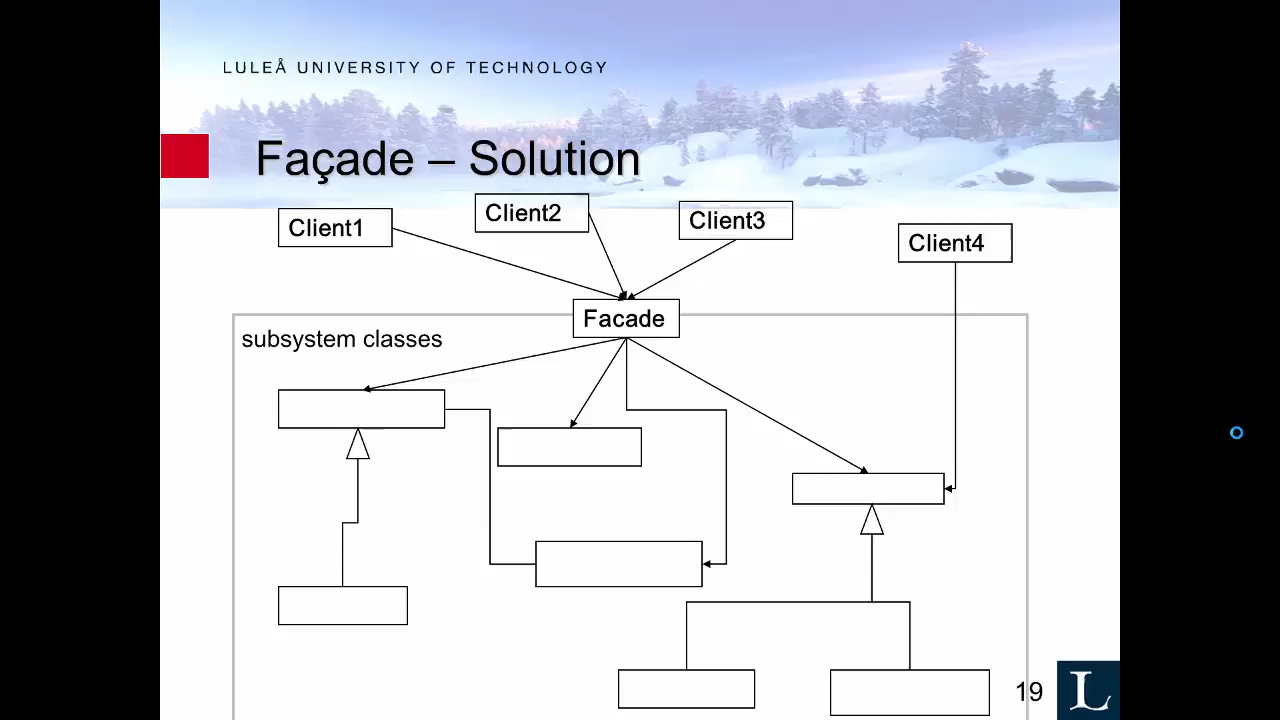 LULEÅ UNIVERSITY OF TECHNOLOGY
Façade – Solution
Client1
Client2
Client3
Client4
Facade
subsystem classes
19
L